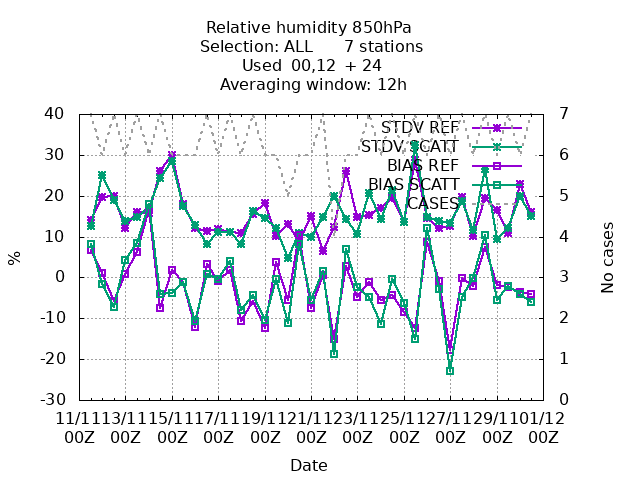 Relative humidity 850hPa
Selection: ALL 7 stations
Used 00,12 + 24
Averaging window: 12h
40 7
STDV REF
STDV SCATT
30 6
BIAS REF
BIAS SCATT
20 5
CASES
10 4
% No cases
0 3
-10 2
-20 1
-30 0
11/11 13/11 15/11 17/11 19/11 21/11 23/11 25/11 27/11 29/11 01/12
00Z 00Z 00Z 00Z 00Z 00Z 00Z 00Z 00Z 00Z 00Z
Date